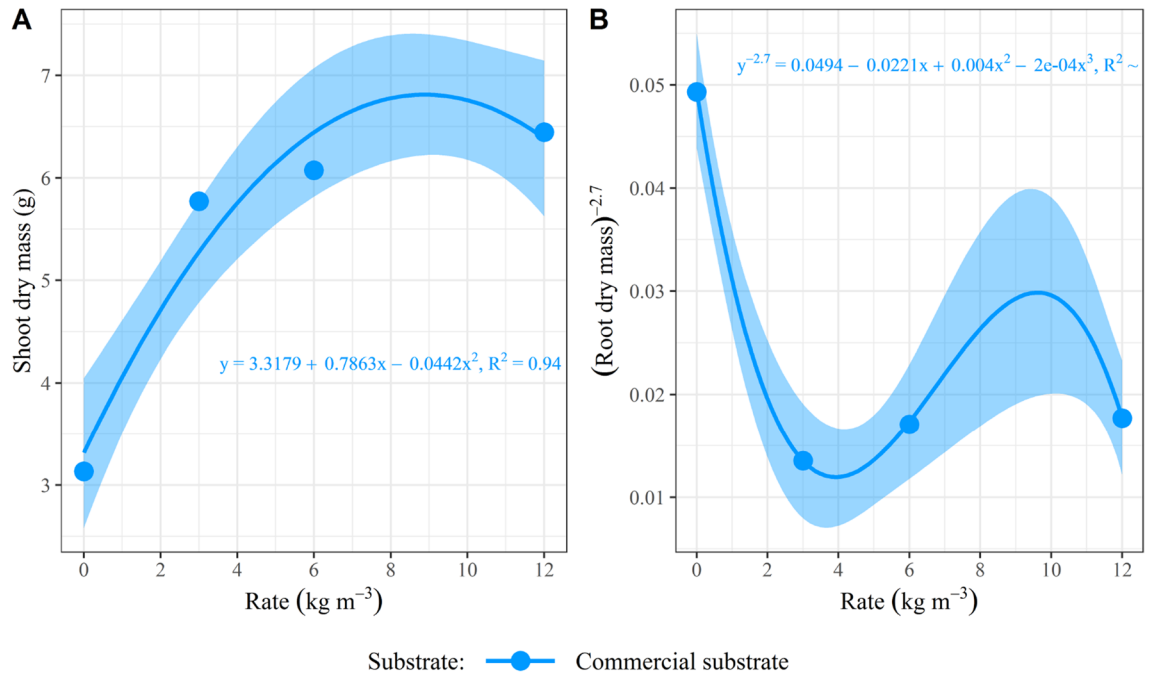 A
Shoot dry mass (g)
7
6
5
4
3
y = 3.3179 + 0.7863x − 0.0442x², R² = 0.94
0 2 4 6 8 10 12
Rate (kg m⁻³)
B
(Root dry mass)⁻²·⁷
0.05
0.04
0.03
0.02
0.01
y⁻²·⁷ = 0.0494 − 0.0221x + 0.004x² − 2e-04x³, R² ~
0 2 4 6 8 10 12
Rate (kg m⁻³)
Substrate: Commercial substrate